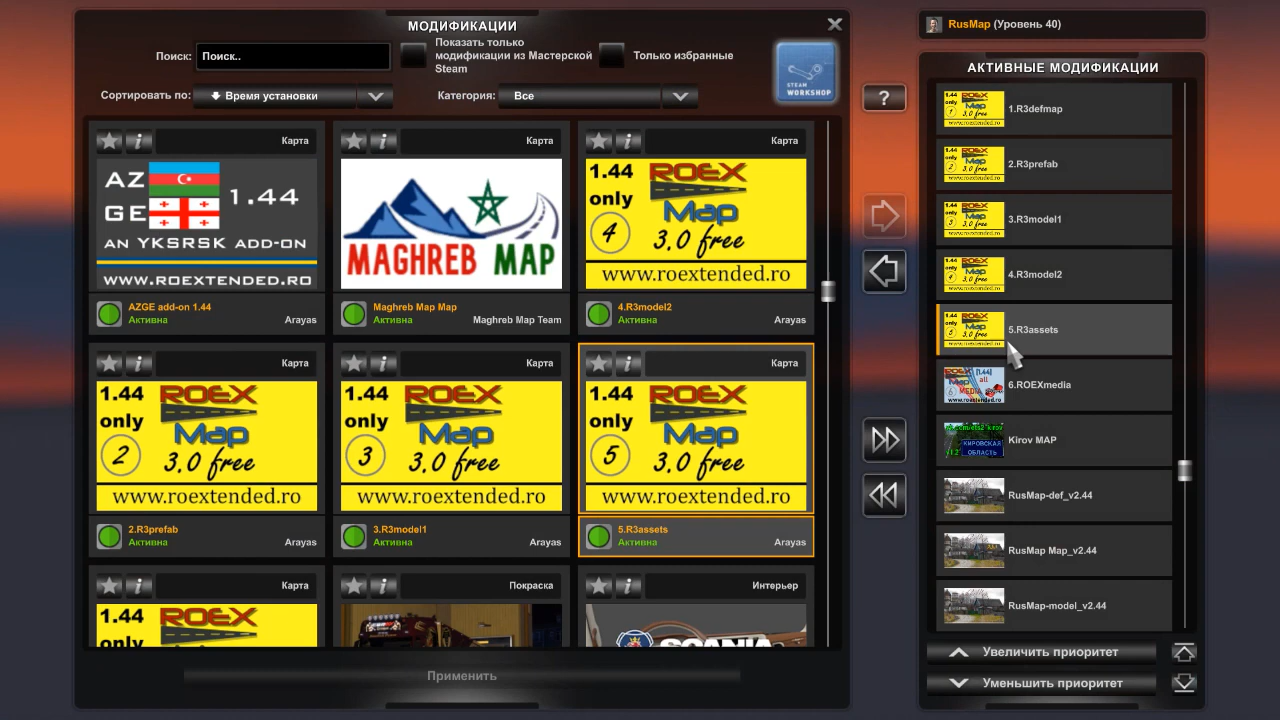 МОДИФИКАЦИИ
Поиск:
Поиск..
Показать только
модификации из Мастерской
Steam
Только избранные
STEAM
WORKSHOP
Сортировать по:
Время установки
Категория:
Все
Карта
AZ
GE
1.44
AN YKSRSK ADD-ON
WWW.ROEXTENDED.RO
AZGE add-on 1.44
Активна
Arayas
Карта
MAGHREB MAP
Maghreb Map Map
Активна
Maghreb Map Team
Карта
1.44
only
4
ROEX
Map
3.0 free
www.roextended.ro
4.R3model2
Активна
Arayas
Карта
1.44
only
2
ROEX
Map
3.0 free
www.roextended.ro
2.R3prefab
Активна
Arayas
Карта
1.44
only
3
ROEX
Map
3.0 free
www.roextended.ro
3.R3model1
Активна
Arayas
Карта
1.44
only
5
ROEX
Map
3.0 free
www.roextended.ro
5.R3assets
Активна
Arayas
Карта
1.44
only
ROEX
Map
Покраска
Интерьер
SCANIA
Применить
?
RusMap (Уровень 40)
АКТИВНЫЕ МОДИФИКАЦИИ
1.R3defmap
2.R3prefab
3.R3model1
4.R3model2
5.R3assets
6.ROEXmedia
Kirov MAP
КИРОВСКАЯ
ОБЛАСТЬ
RusMap-def_v2.44
RusMap Map_v2.44
RusMap-model_v2.44
Увеличить приоритет
Уменьшить приоритет